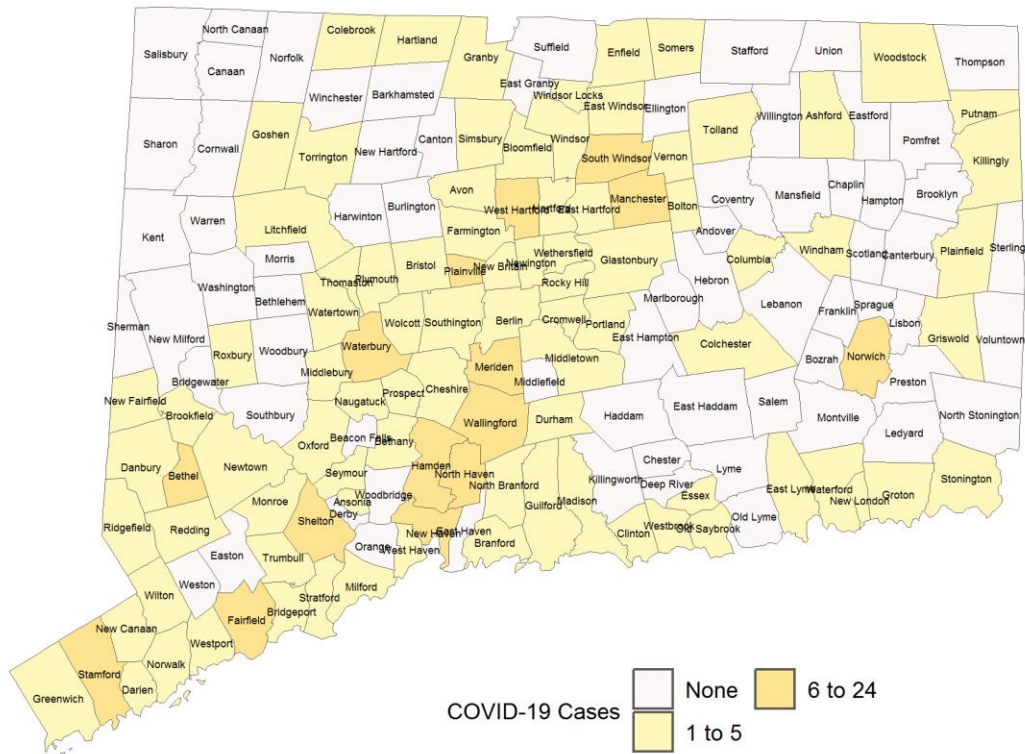 North Canaan
Colebrook
Hartland
Suffield
Enfield
Somers
Stafford
Union
Woodstock
Thompson
Salisbury
Canaan
Norfolk
Granby
East Granby
Windsor Locks
Winchester
Barkhamsted
East Windsor
Ellington
Willington
Ashford
Eastford
Putnam
Pomfret
Sharon
Cornwall
Goshen
Torrington
New Hartford
Canton
Simsbury
Bloomfield
Windsor
South Windsor
Vernon
Tolland
Killingly
Mansfield
Chaplin
Hampton
Brooklyn
Avon
West Hartford
Hartford
East Hartford
Manchester
Bolton
Coventry
Andover
Kent
Warren
Litchfield
Harwinton
Burlington
Farmington
Columbia
Windham
Scotland
Canterbury
Plainfield
Sterling
Morris
Thomaston
Plymouth
Bristol
Plainville
New Britain
Newington
Wethersfield
Glastonbury
Hebron
Marlborough
Lebanon
Franklin
Sprague
Lisbon
Washington
Bethlehem
Watertown
Wolcott
Southington
Berlin
Rocky Hill
Cromwell
Portland
East Hampton
Colchester
Bozrah
Norwich
Griswold
Voluntown
Sherman
New Milford
Roxbury
Woodbury
Waterbury
Middlebury
Meriden
Middletown
Middlefield
Preston
Bridgewater
Southbury
Naugatuck
Prospect
Cheshire
Wallingford
Durham
Haddam
East Haddam
Salem
Montville
Ledyard
North Stonington
New Fairfield
Brookfield
Oxford
Beacon Falls
Bethany
Danbury
Bethel
Newtown
Seymour
Woodbridge
Hamden
North Haven
North Branford
Guilford
Madison
Killingworth
Chester
Deep River
Essex
Lyme
Old Lyme
East Lyme
Waterford
New London
Groton
Stonington
Ridgefield
Redding
Monroe
Shelton
Ansonia
Derby
Orange
New Haven
East Haven
West Haven
Branford
Clinton
Westbrook
Old Saybrook
Easton
Weston
Trumbull
Wilton
Fairfield
Bridgeport
Stratford
Milford
New Canaan
Westport
Norwalk
Stamford
Darien
Greenwich
COVID-19 Cases
None
6 to 24
1 to 5